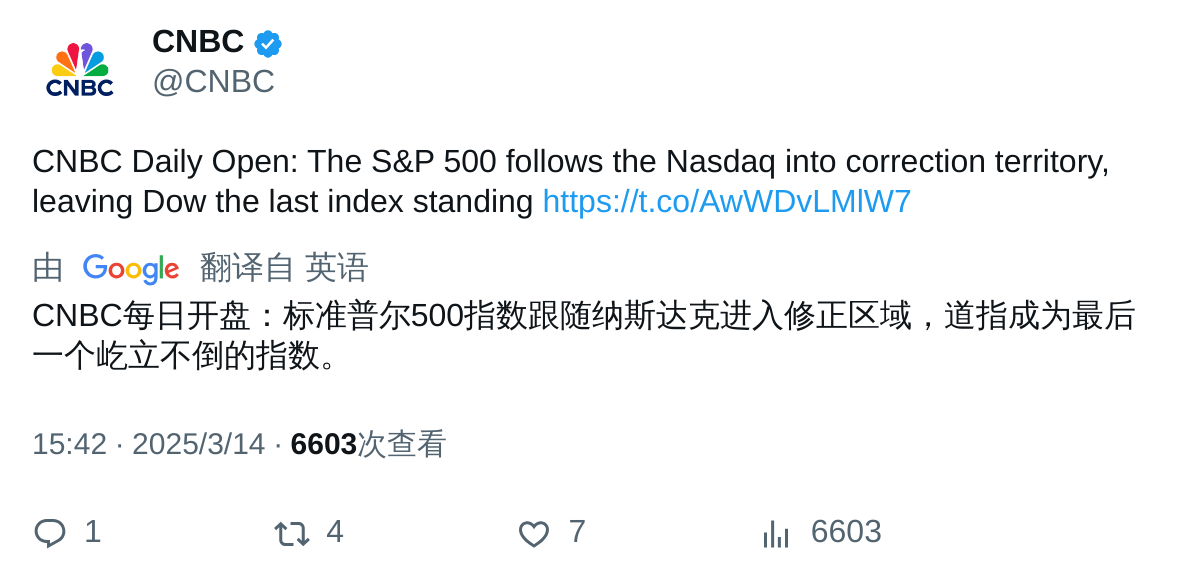 CNBC
CNBC
@CNBC
CNBC Daily Open: The S&P 500 follows the Nasdaq into correction territory,
leaving Dow the last index standing https://t.co/AwWDvLMlW7
由 Google 翻译自 英语
CNBC每日开盘：标准普尔500指数跟随纳斯达克进入修正区域，道指成为最后
一个屹立不倒的指数。
15:42 · 2025/3/14 · 6603次查看
1 4 7 6603